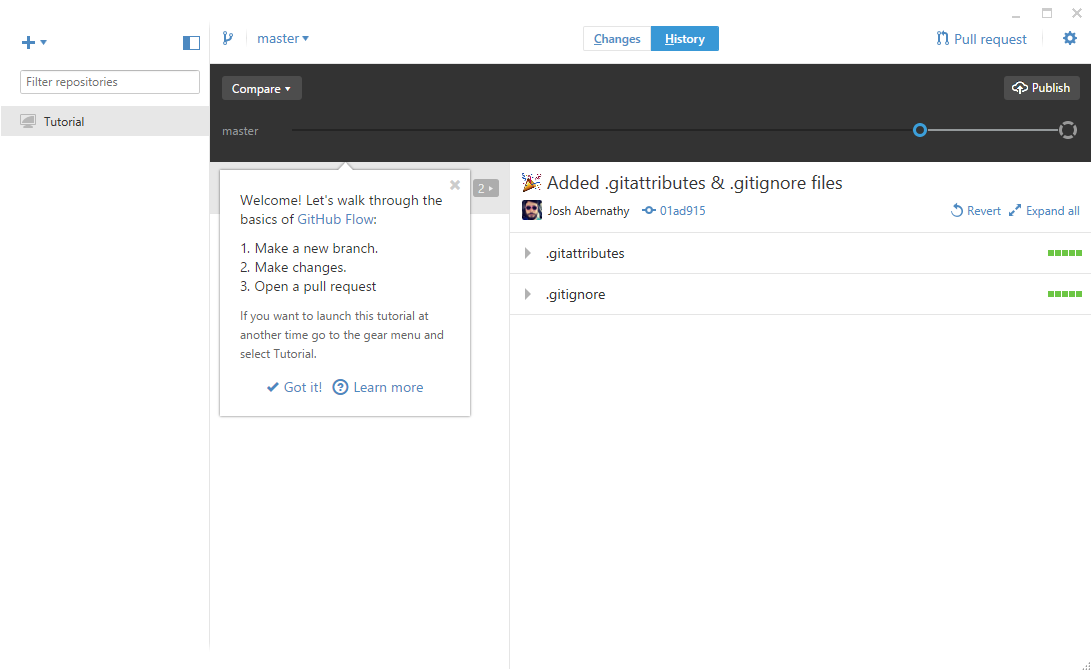 master
Changes
History
Pull request
Filter repositories
Tutorial
Compare
Publish
master
Welcome! Let's walk through the
basics of GitHub Flow:
1. Make a new branch.
2. Make changes.
3. Open a pull request
If you want to launch this tutorial at
another time go to the gear menu and
select Tutorial.
Got it!
Learn more
2
Added .gitattributes & .gitignore files
Josh Abernathy
01ad915
Revert
Expand all
.gitattributes
.gitignore